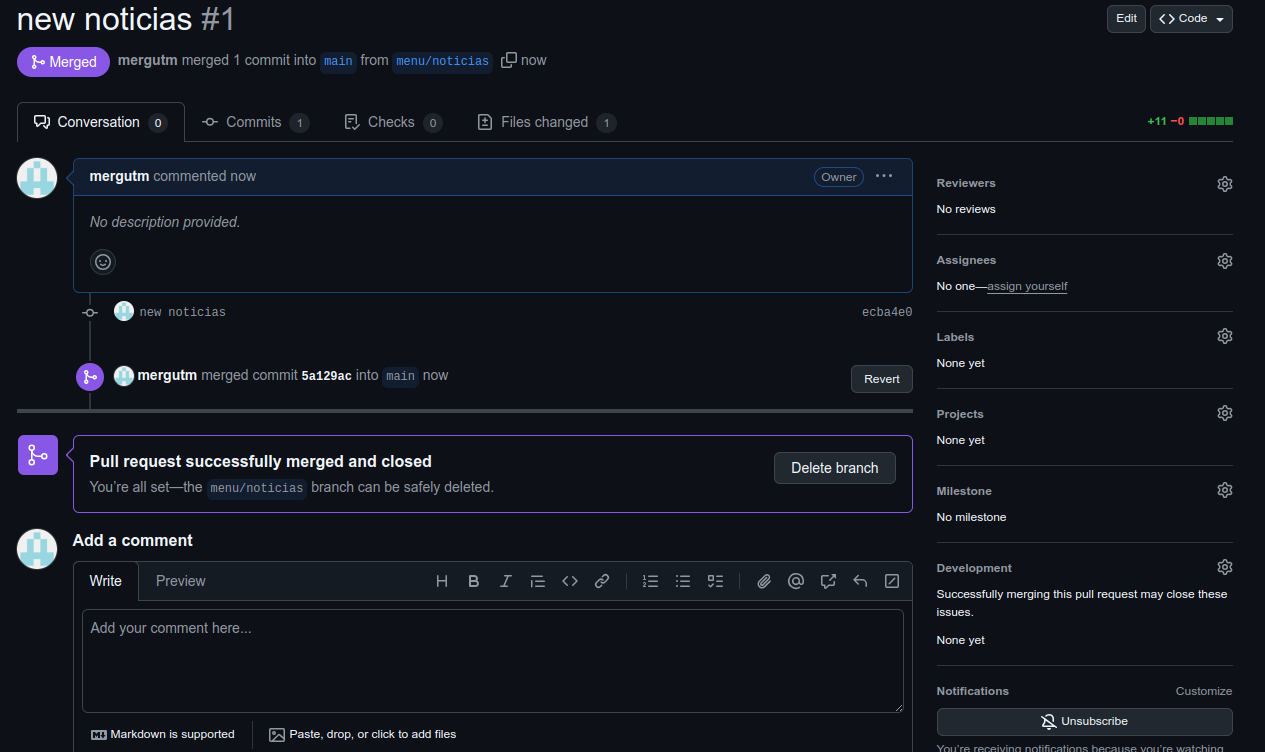 new noticias #1
Edit
Code
Merged
mergutm merged 1 commit into main from menu/noticias now
Conversation 0
Commits 1
Checks 0
Files changed 1
+11 −0
mergutm commented now
Owner
No description provided.
new noticias
ecba4e0
mergutm merged commit 5a129ac into main now
Revert
Pull request successfully merged and closed
You're all set—the menu/noticias branch can be safely deleted.
Delete branch
Add a comment
Write
Preview
Add your comment here...
Markdown is supported
Paste, drop, or click to add files
Reviewers
No reviews
Assignees
No one—assign yourself
Labels
None yet
Projects
None yet
Milestone
No milestone
Development
Successfully merging this pull request may close these
issues.
None yet
Notifications
Customize
Unsubscribe
You're receiving notifications because you're watching